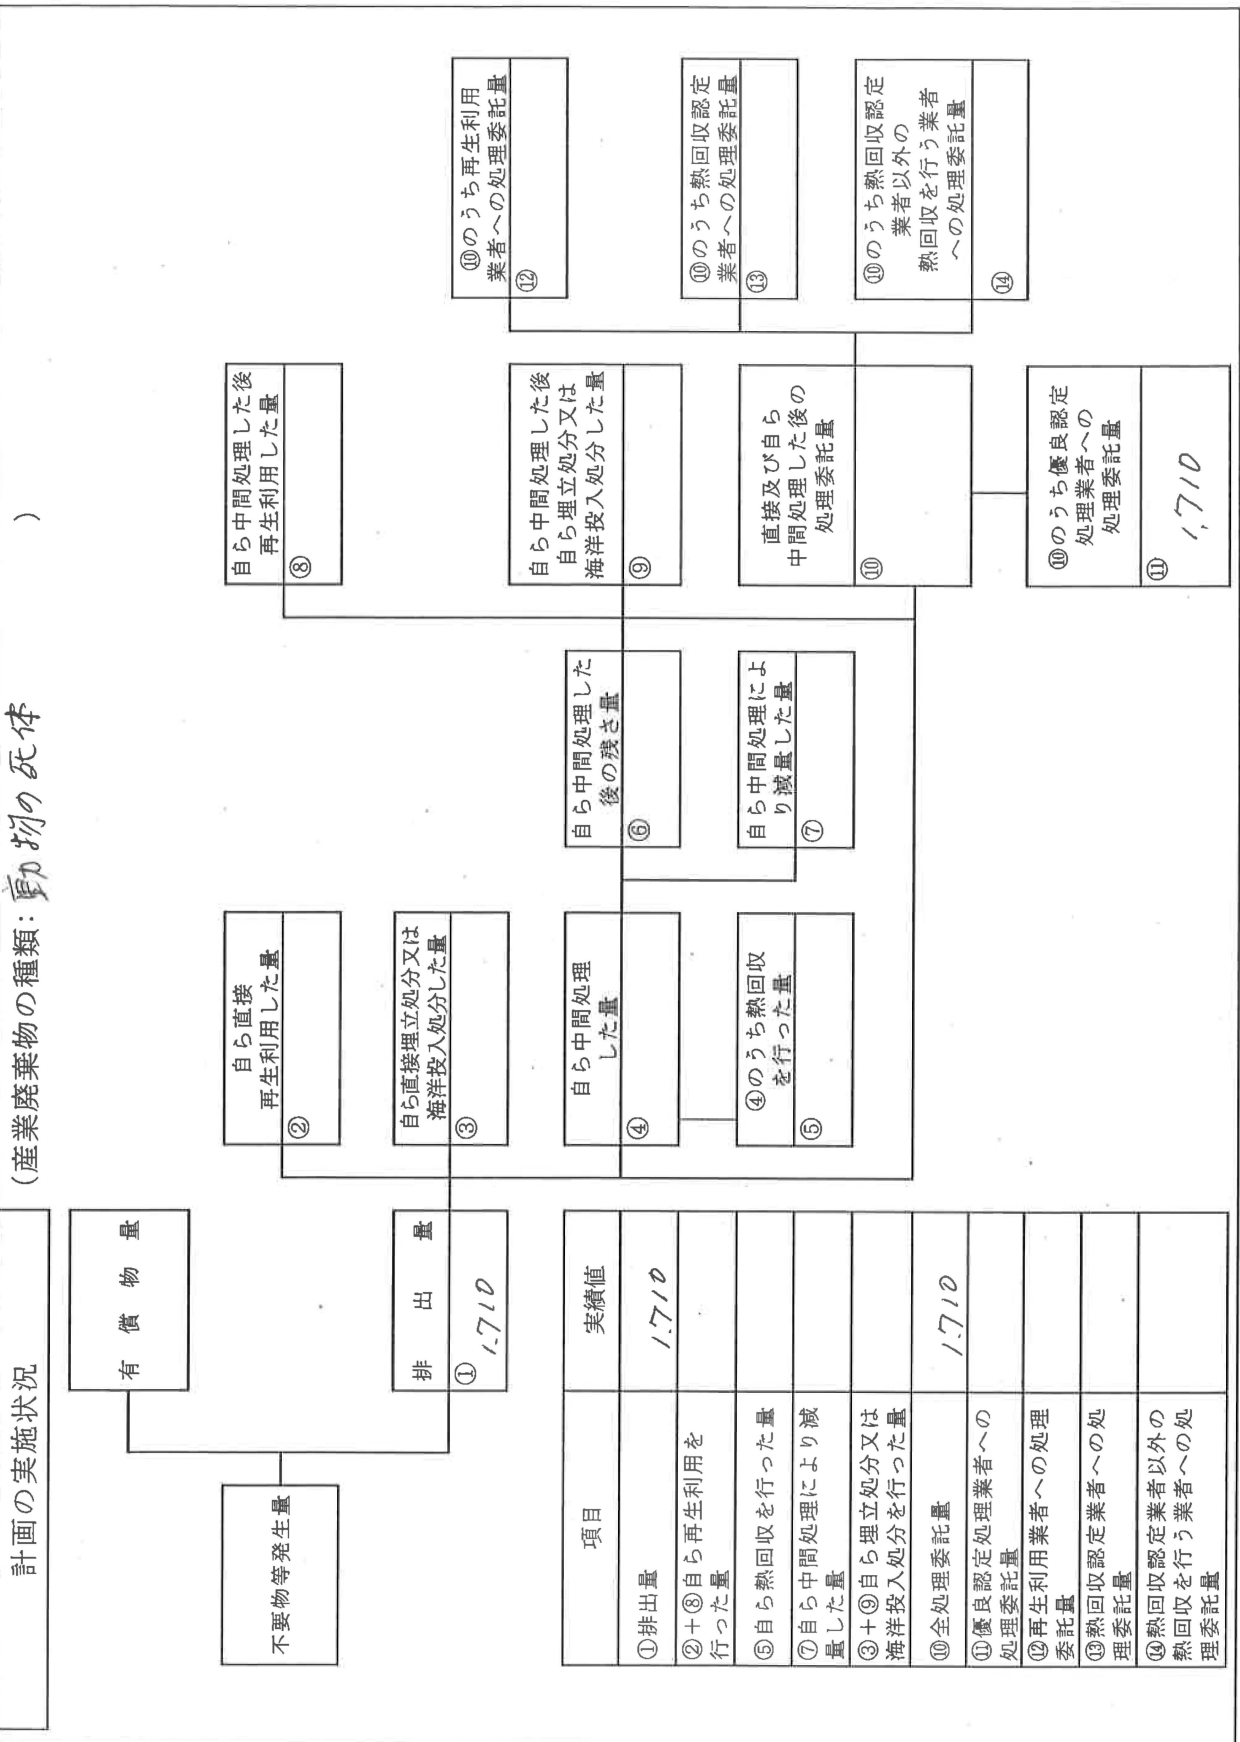 計画の実施状況
(産業廃棄物の種類：動物の死体)
不要物等発生量
有償物量
排出量
① 1.710
自ら直接
再生利用した量
②
自ら直接埋立処分又は
海洋投入処分した量
③
自ら中間処理
した量
④
④のうち熱回収
を行った量
⑤
自ら中間処理した
後の残さ量
⑥
自ら中間処理によ
り減量した量
⑦
自ら中間処理した後
再生利用した量
⑧
自ら中間処理した後
自ら埋立処分又は
海洋投入処分した量
⑨
直接及び自ら
中間処理した後の
処理委託量
⑩
⑩のうち優良認定
処理業者への
処理委託量
⑪ 1,710
⑩のうち再生利用
業者への処理委託量
⑫
⑩のうち熱回収認定
業者への処理委託量
⑬
⑩のうち熱回収認定
業者以外の
熱回収を行う業者
への処理委託量
⑭
項目 実績値
①排出量 1.710
②+⑧自ら再生利用を
行った量
⑤自ら熱回収を行った量
⑦自ら中間処理により減
量した量
③+⑨自ら埋立処分又は
海洋投入処分を行った量
⑩全処理委託量 1.710
⑪優良認定処理業者への
処理委託量
⑫再生利用業者への処理
委託量
⑬熱回収認定業者への処
理委託量
⑭熱回収認定業者以外の
熱回収を行う業者への処
理委託量